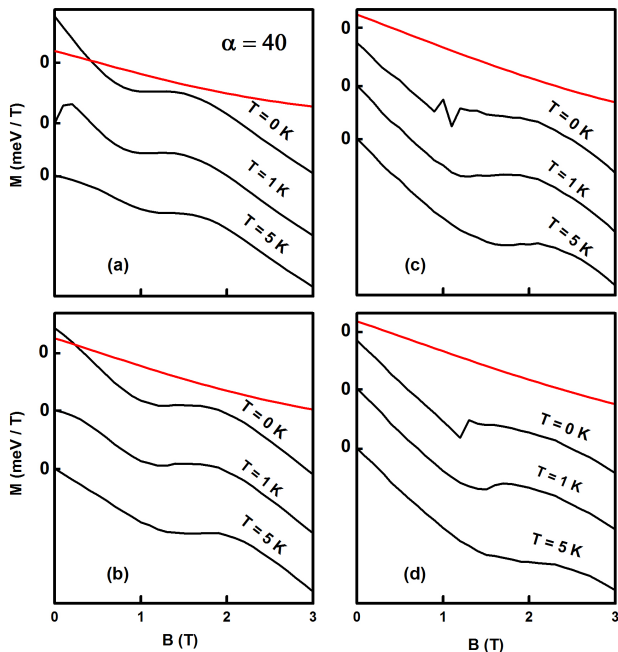 α = 40
0
0
0
M (meV / T)
T = 0 K
T = 1 K
T = 5 K
(a)
0
0
0
T = 0 K
T = 1 K
T = 5 K
(c)
0
0
0
M (meV / T)
T = 0 K
T = 1 K
T = 5 K
(b)
0
1
2
3
B (T)
0
0
0
T = 0 K
T = 1 K
T = 5 K
(d)
0
1
2
3
B (T)